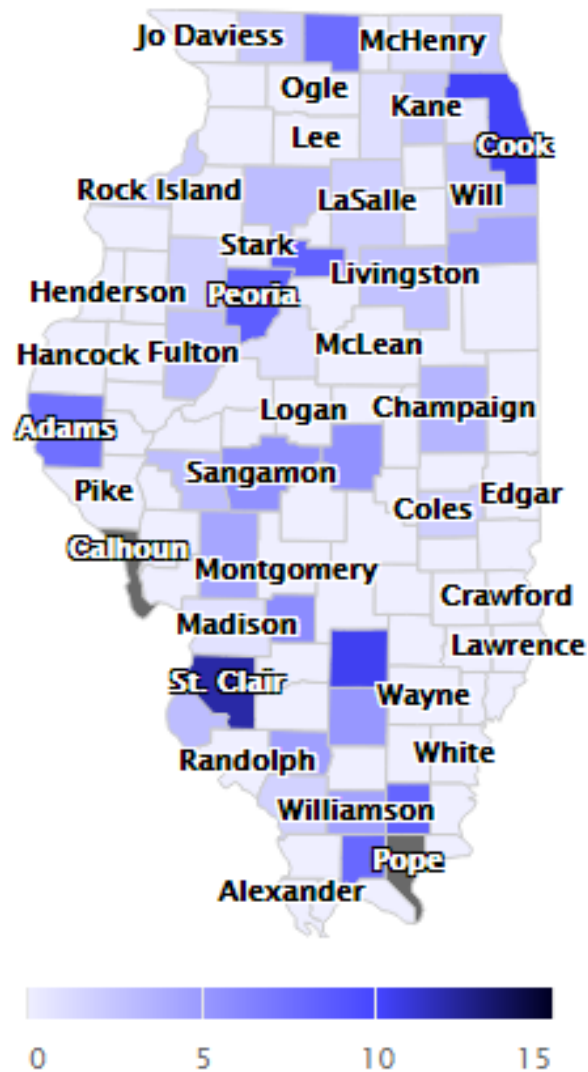 Jo Daviess McHenry
Ogle
Kane
Lee
Cook
Rock Island
LaSalle
Will
Stark
Livingston
Henderson
Peoria
McLean
Hancock
Fulton
Logan
Champaign
Adams
Sangamon
Pike
Edgar
Coles
Calhoun
Montgomery
Crawford
Madison
Lawrence
St. Clair
Wayne
Randolph
White
Williamson
Pope
Alexander
0 5 10 15